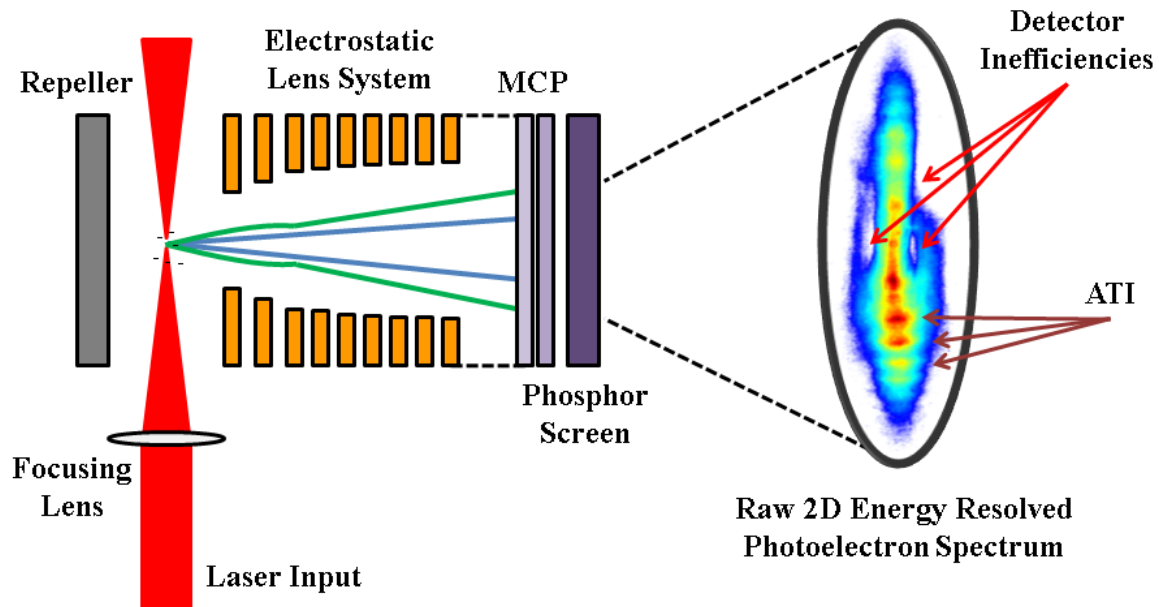 Repeller
Electrostatic
Lens System
MCP
Detector
Inefficiencies
ATI
Phosphor
Screen
Focusing
Lens
Laser Input
Raw 2D Energy Resolved
Photoelectron Spectrum